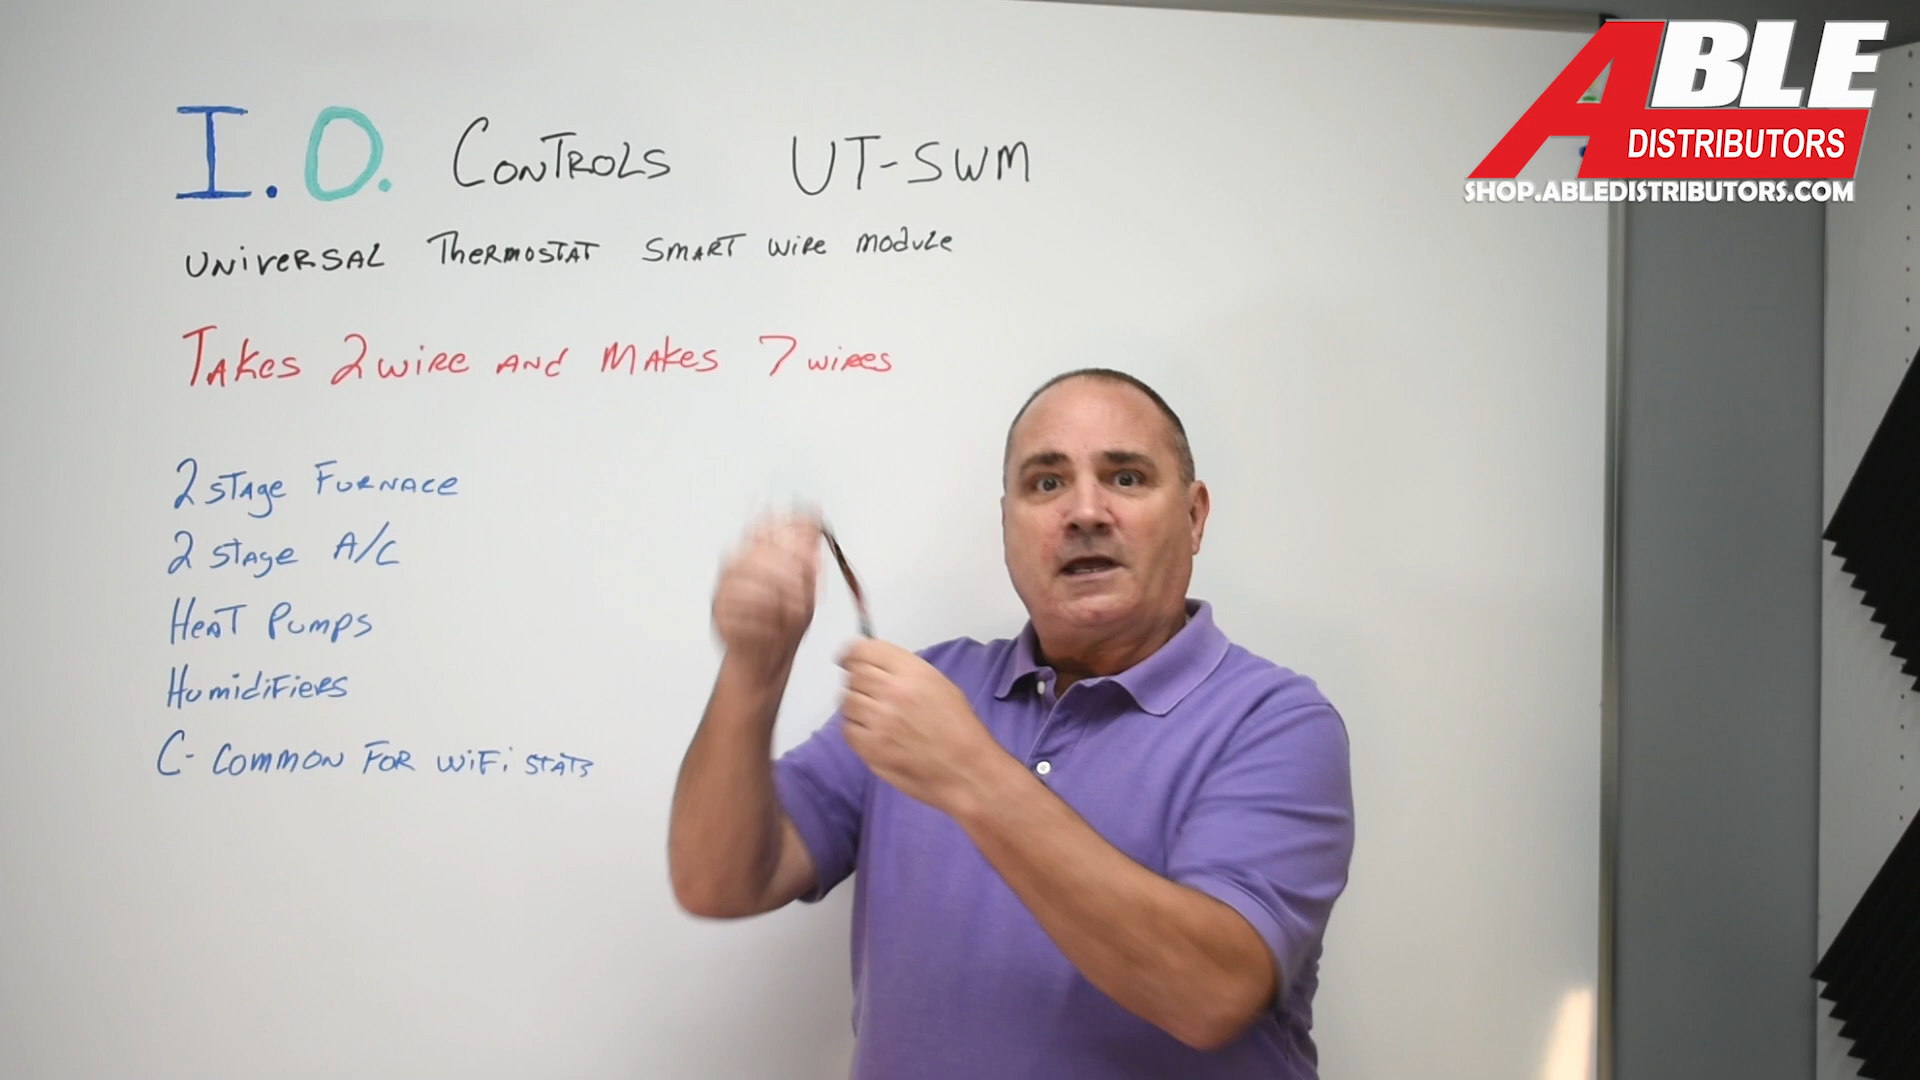 I.O. CONTROLS UT-SWM
UNIVERSAL THERMOSTAT SMART WIRE MODULE
TAKES 2 WIRE AND MAKES 7 WIRES
2 STAGE FURNACE
2 STAGE A/C
HEAT PUMPS
HUMIDIFIERS
C- COMMON FOR WIFI STATS
ABLE
DISTRIBUTORS
SHOP.ABLEDISTRIBUTORS.COM